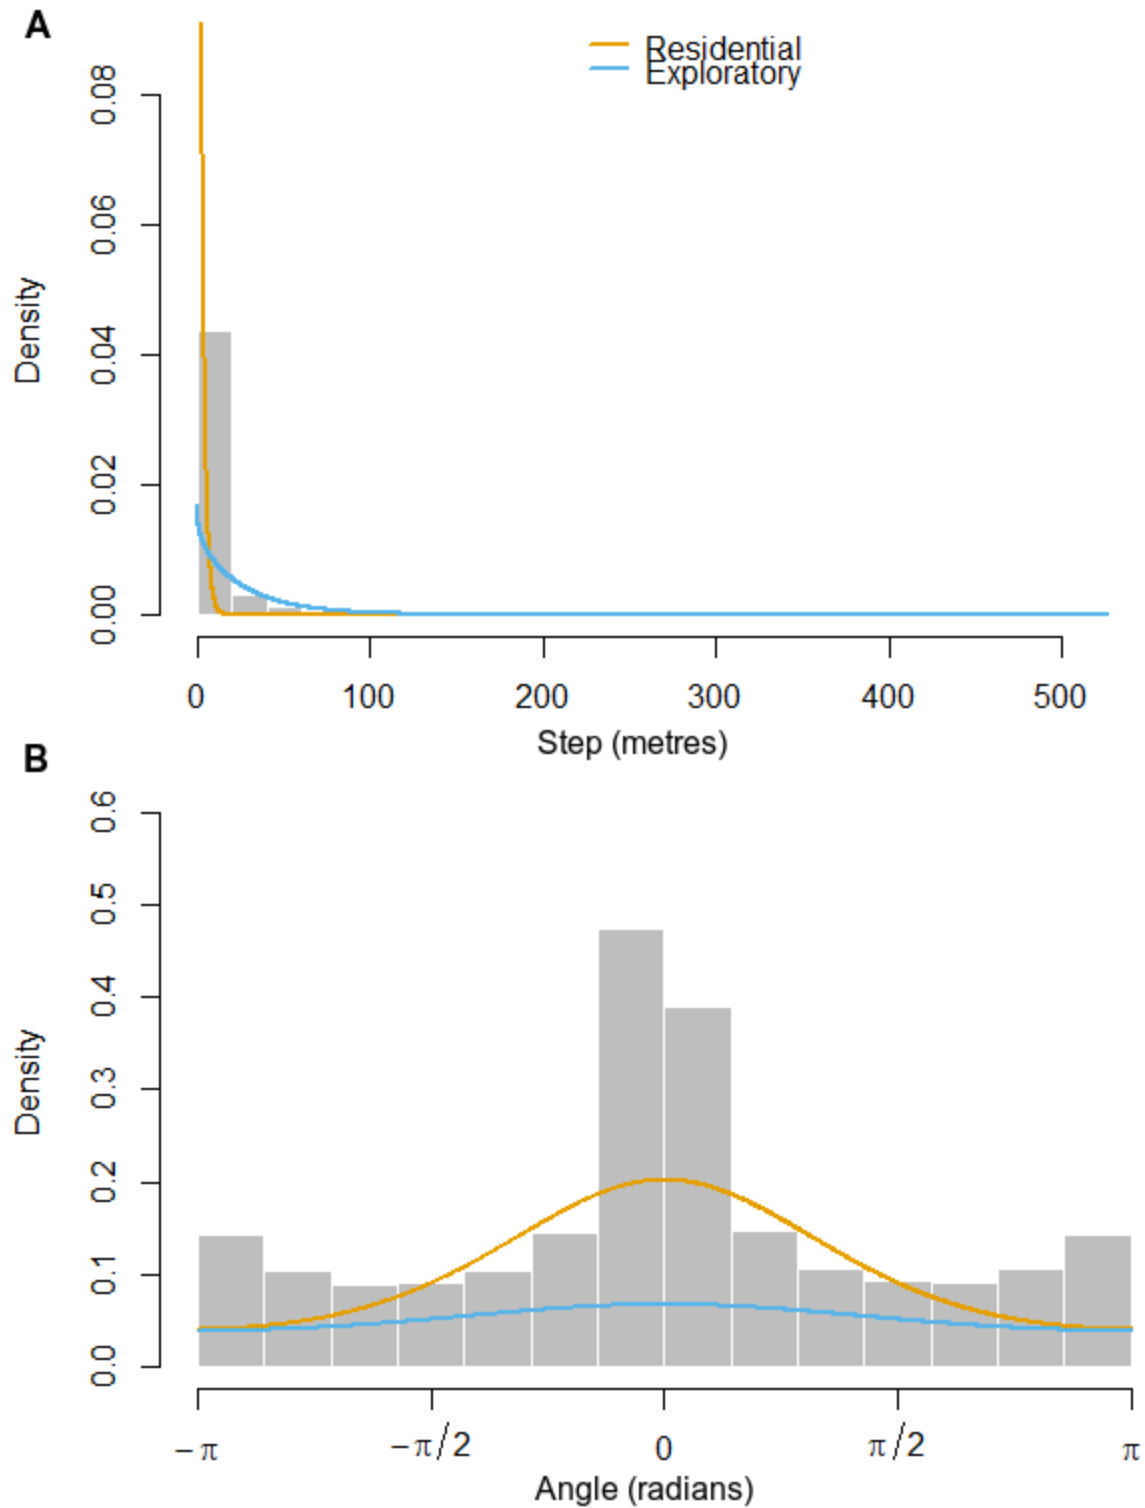 A
Residential
Exploratory
0.08
0.06
0.04
0.02
0.00
Density
0 100 200 300 400 500
Step (metres)
B
0.6
0.5
0.4
0.3
0.2
0.1
0.0
Density
−π −π/2 0 π/2 π
Angle (radians)